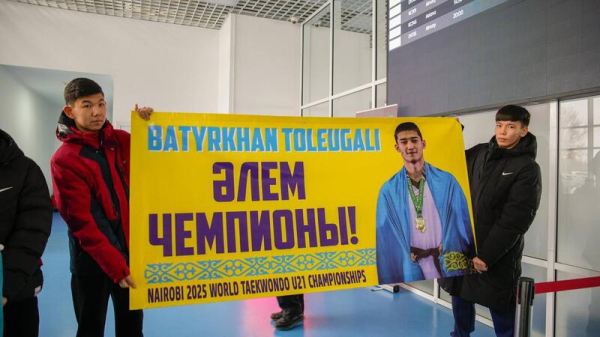 BATYRKHAN TOLEUGALI
ӘЛЕМ
ЧЕМПИОНЫ!
NAIROBI 2025 WORLD TAEKWONDO U21 CHAMPIONSHIPS